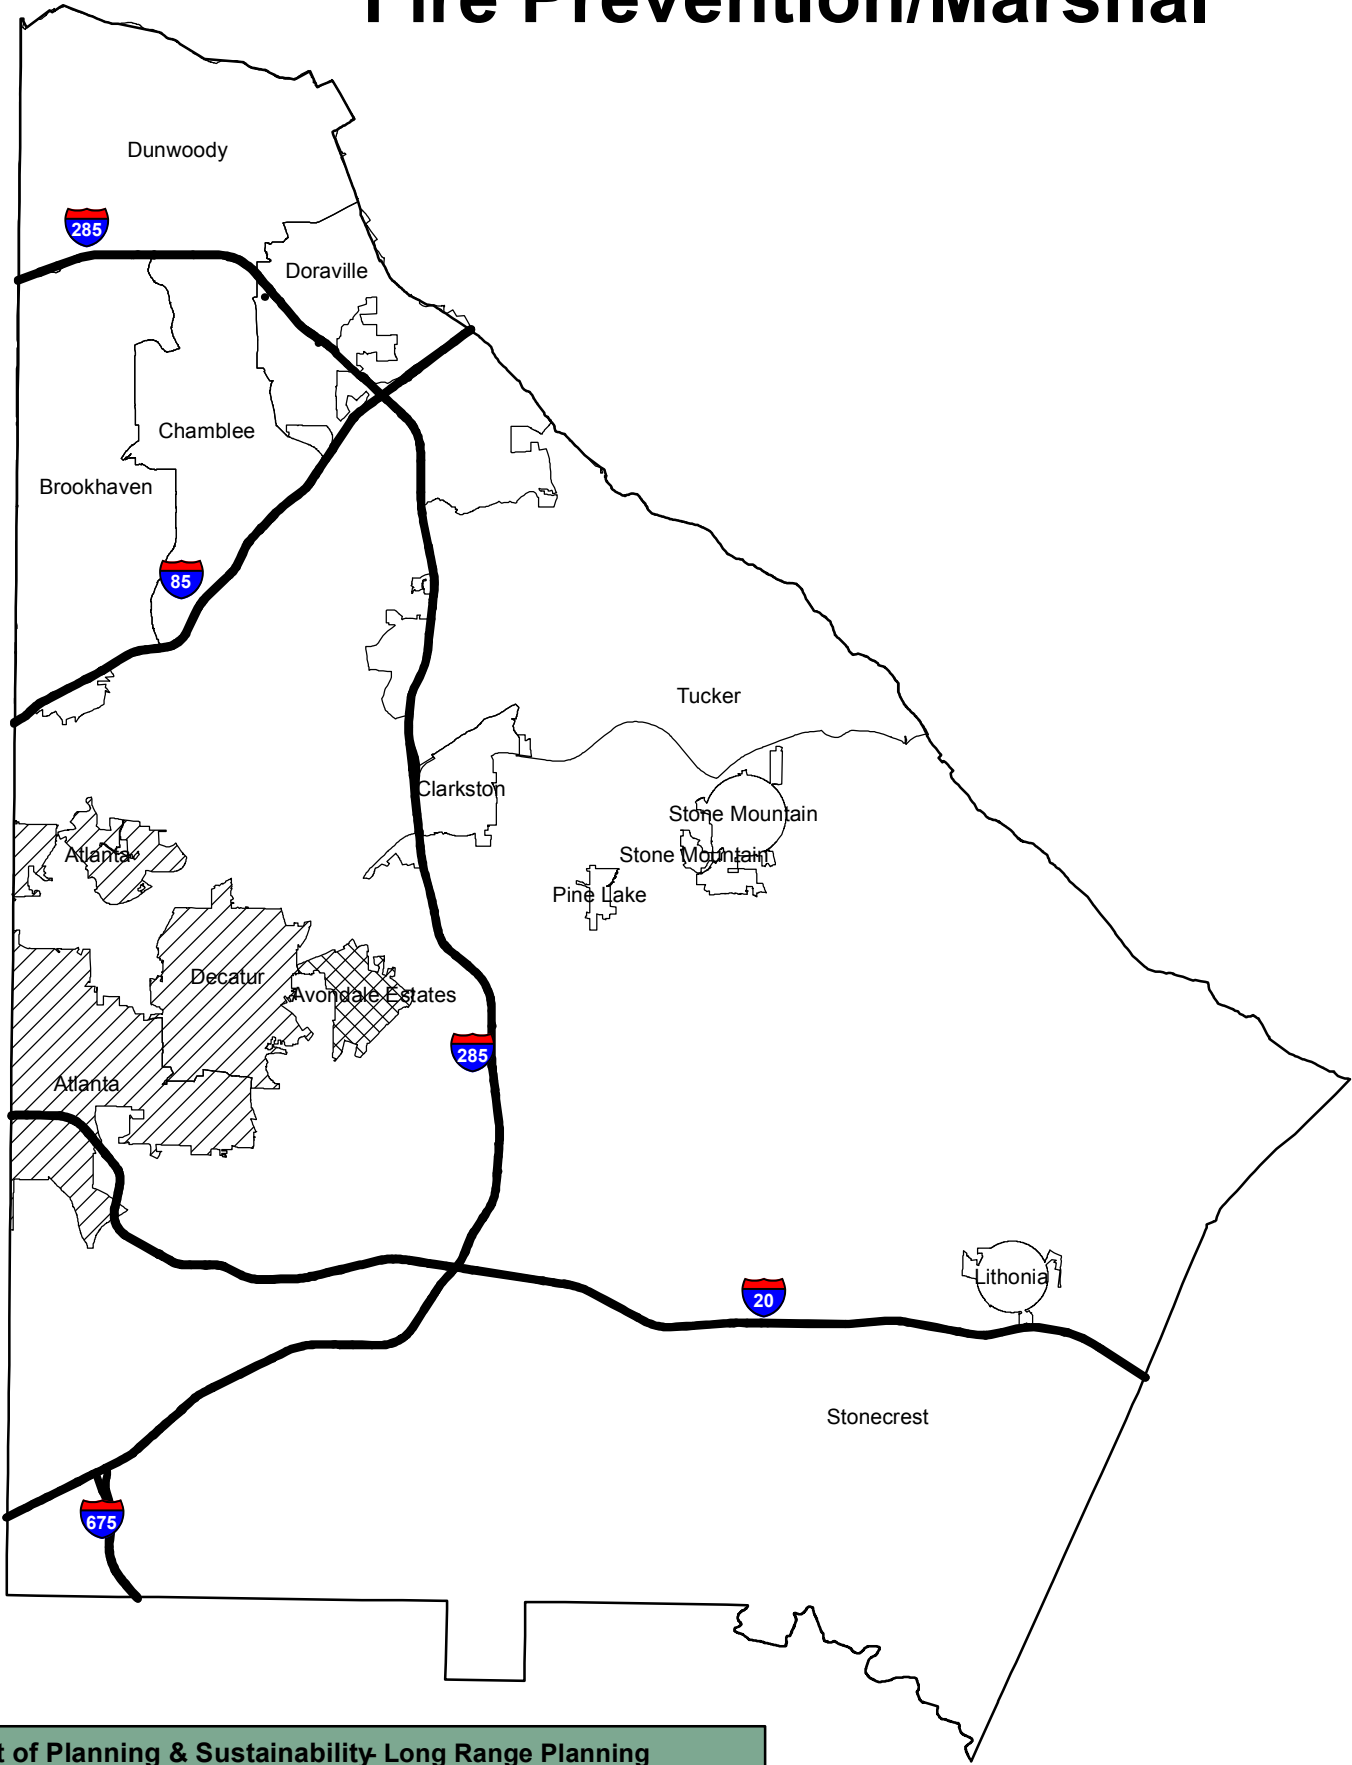 Fire Prevention/Marshal
Dunwoody
285
Doraville
Chamblee
Brookhaven
85
Tucker
Clarkston
Stone Mountain
Atlanta
Stone Mountain
Pine Lake
Decatur
Avondale Estates
285
Atlanta
Lithonia
20
Stonecrest
675
t of Planning & Sustainability- Long Range Planning